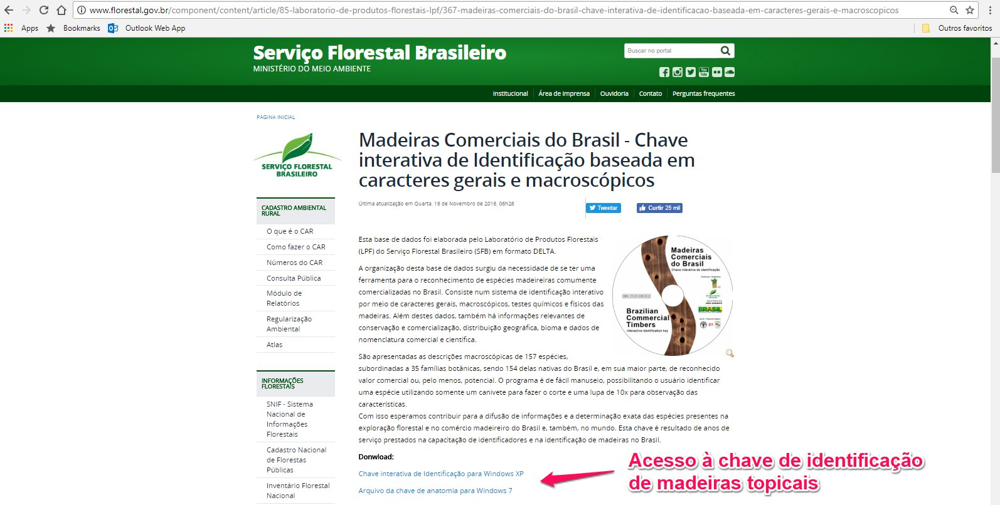 www.florestal.gov.br/component/content/article/85-laboratorio-de-produtos-florestais-lpf/367-madeiras-comerciais-do-brasil-chave-interativa-de-identificacao-baseada-em-caracteres-gerais-e-macroscopicos
Apps Bookmarks Outlook Web App Outros favoritos
Serviço Florestal Brasileiro
MINISTÉRIO DO MEIO AMBIENTE
Buscar no portal
Institucional Área de Imprensa Ouvidoria Contato Perguntas frequentes
PÁGINA INICIAL
SERVIÇO FLORESTAL
BRASILEIRO
CADASTRO AMBIENTAL
RURAL
O que é o CAR
Como fazer o CAR
Números do CAR
Consulta Pública
Módulo de
Relatórios
Regularização
Ambiental
Atlas
INFORMAÇÕES
FLORESTAIS
SNIF - Sistema
Nacional de
Informações
Florestais
Cadastro Nacional
de Florestas
Públicas
Inventário Florestal
Nacional
Madeiras Comerciais do Brasil - Chave
interativa de Identificação baseada em
caracteres gerais e macroscópicos
Última atualização em Quarta, 16 de Novembro de 2016, 06h26
Tweetar
Curtir 25 mil
Esta base de dados foi elaborada pelo Laboratório de Produtos Florestais
(LPF) do Serviço Florestal Brasileiro (SFB) em formato DELTA.
A organização desta base de dados surgiu da necessidade de se ter uma
ferramenta para o reconhecimento de espécies madeireiras comumente
comercializadas no Brasil. Consiste num sistema de identificação interativo
por meio de caracteres gerais, macroscópicos, testes químicos e físicos das
madeiras. Além destes dados, também há informações relevantes de
conservação e comercialização, distribuição geográfica, bioma e dados de
nomenclatura comercial e científica.
Madeiras
Comerciais
do Brasil
Chave interativa de identificação
BRASIL
Brazilian
Commercial
Timbers
Interactive identification key
São apresentadas as descrições macroscópicas de 157 espécies,
subordinadas a 35 famílias botânicas, sendo 154 delas nativas do Brasil e, em sua maior parte, de reconhecido
valor comercial ou, pelo menos, potencial. O programa é de fácil manuseio, possibilitando o usuário identificar
uma espécie utilizando somente um canivete para fazer o corte e uma lupa de 10x para observação das
características.
Com isso esperamos contribuir para a difusão de informações e a determinação exata das espécies presentes na
exploração florestal e no comércio madeireiro do Brasil e, também, no mundo. Esta chave é resultado de anos de
serviço prestados na capacitação de identificadores e na identificação de madeiras no Brasil.
Donwload:
Chave interativa de Identificação para Windows XP
Arquivo da chave de anatomia para Windows 7
Acesso à chave de identificação
de madeiras topicais